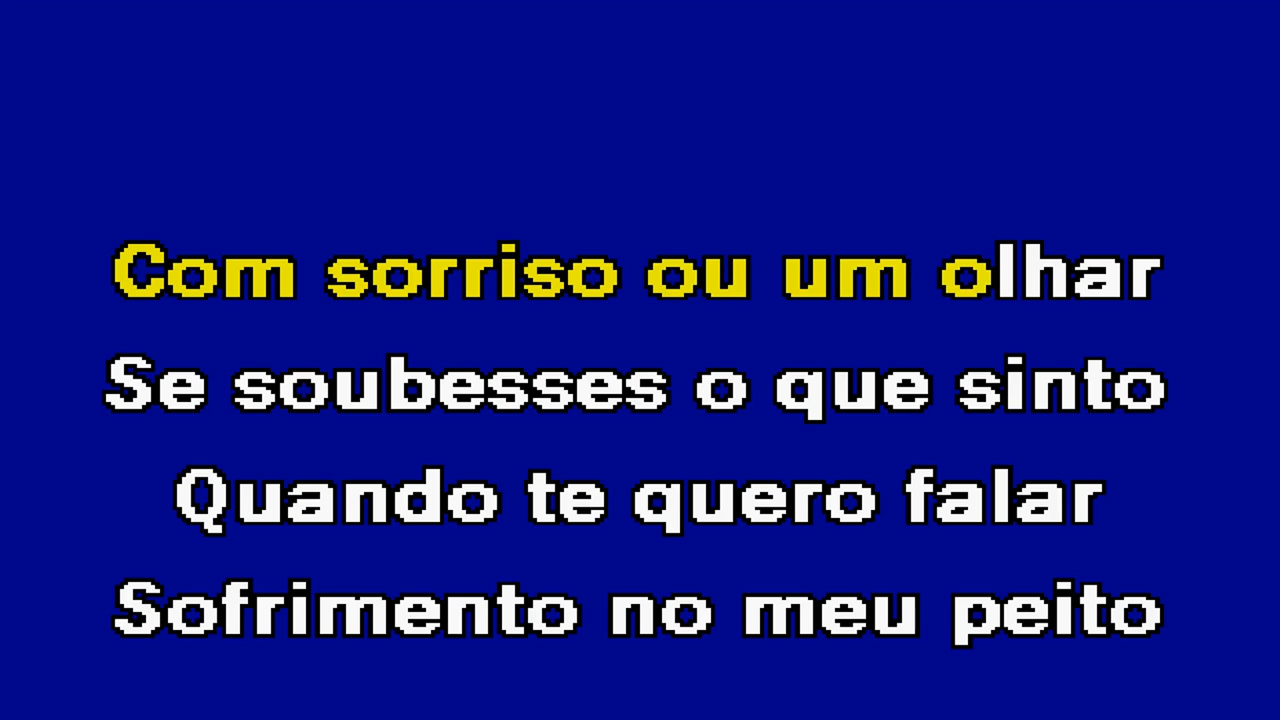 Com sorriso ou um olhar
Se soubesses o que sinto
Quando te quero falar
Sofrimento no meu peito